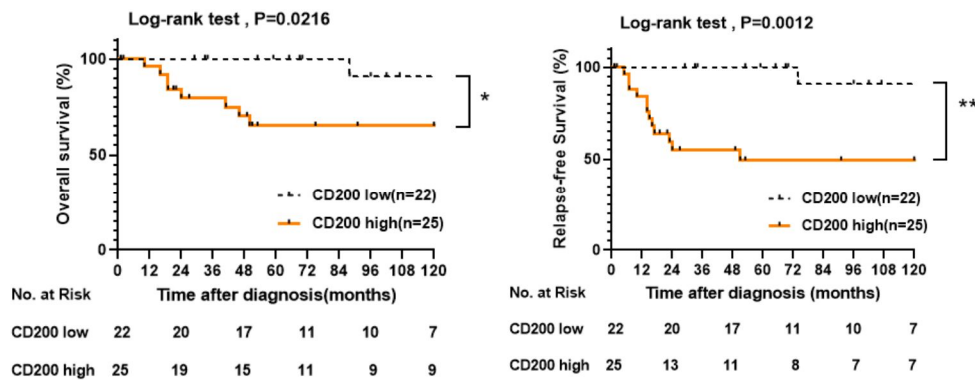 Log-rank test , P=0.0216
Overall survival (%)
100
50
0
*
CD200 low(n=22)
CD200 high(n=25)
0 12 24 36 48 60 72 84 96 108 120
No. at Risk
Time after diagnosis(months)
CD200 low 22 20 17 11 10 7
CD200 high 25 19 15 11 9 9
Log-rank test , P=0.0012
Relapse-free Survival (%)
100
50
0
**
CD200 low(n=22)
CD200 high(n=25)
0 12 24 36 48 60 72 84 96 108 120
No. at Risk
Time after diagnosis(months)
CD200 low 22 20 17 11 10 7
CD200 high 25 13 11 8 7 7